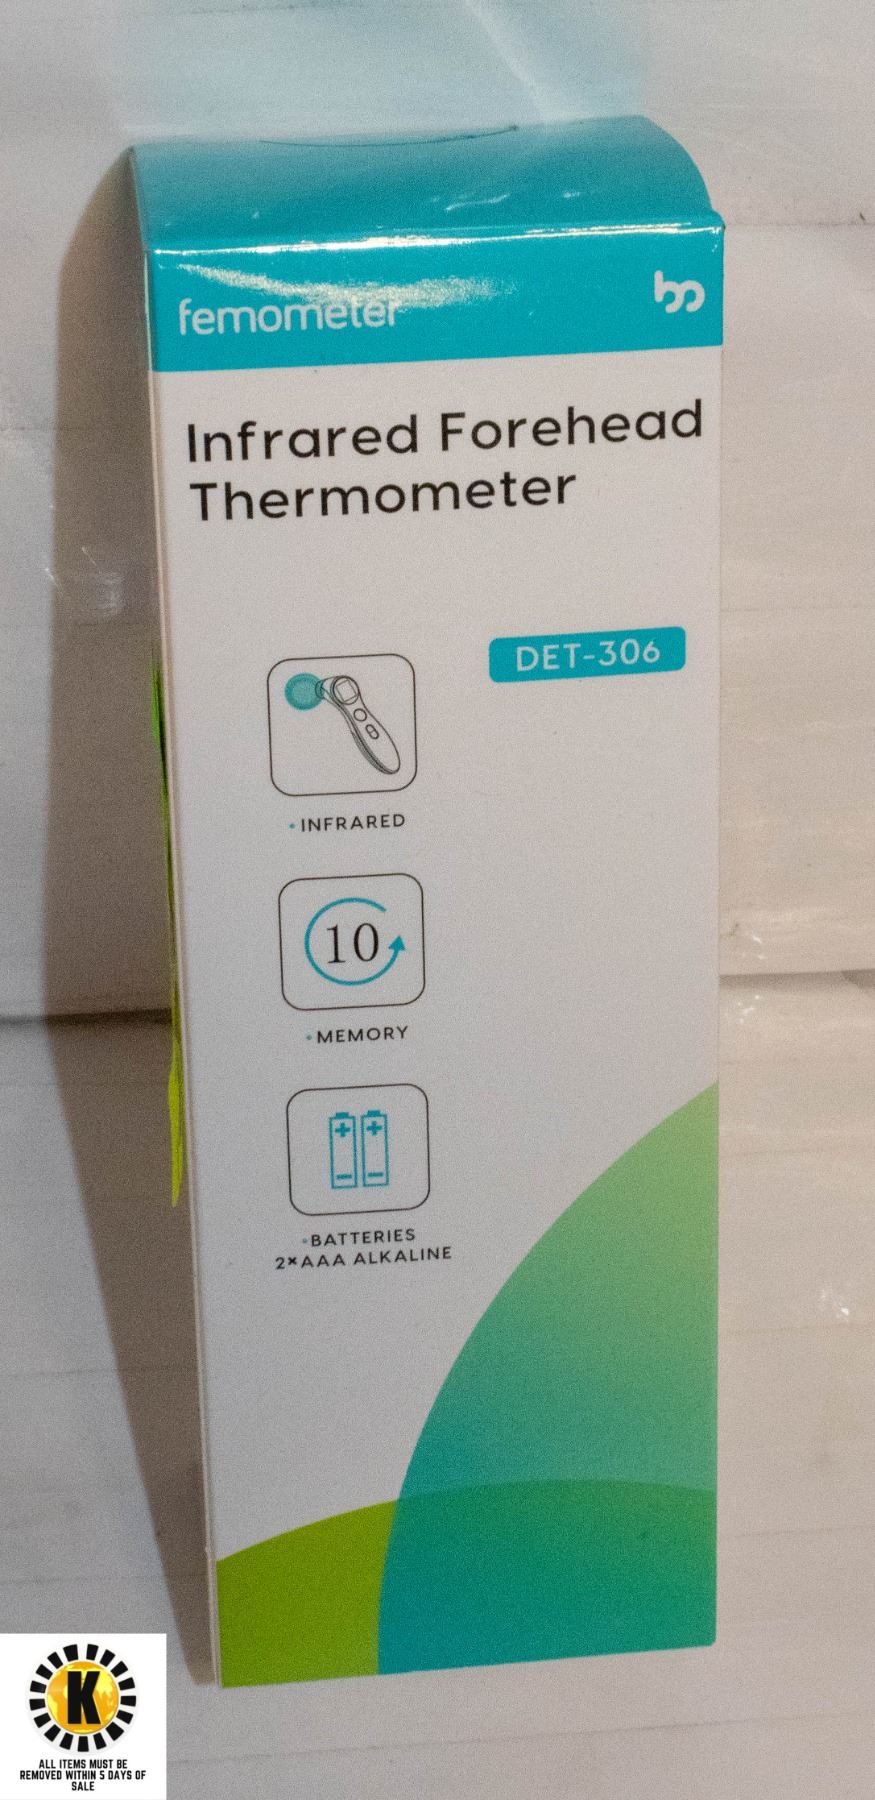 femometer
Infrared Forehead
Thermometer
DET-306
•INFRARED
10
•MEMORY
+ +
- -
•BATTERIES
2×AAA ALKALINE
K
ALL ITEMS MUST BE
REMOVED WITHIN 5 DAYS OF
SALE